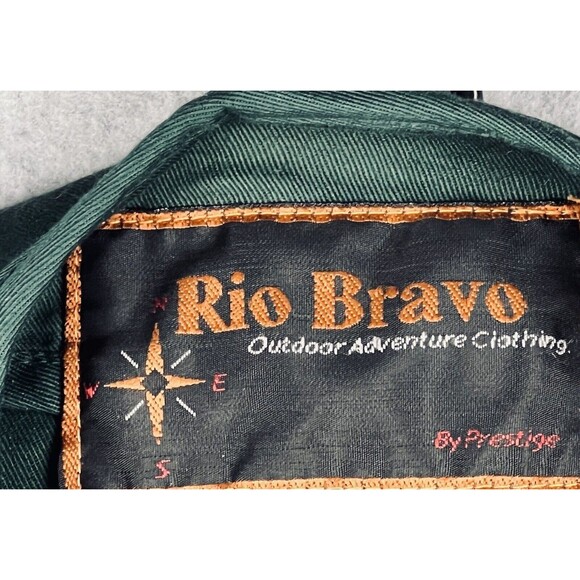 N
Rio Bravo
Outdoor Adventure Clothing.
W E
By Prestige
S